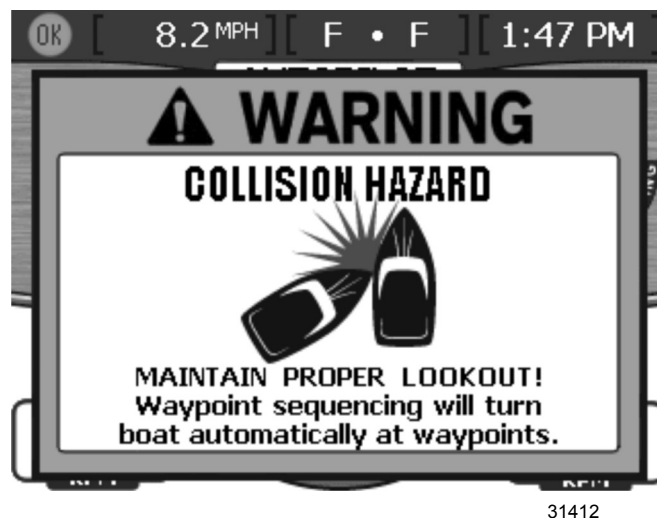 OK [ 8.2 MPH ] [ F • F ] [ 1:47 PM ]
WARNING
COLLISION HAZARD
MAINTAIN PROPER LOOKOUT!
Waypoint sequencing will turn
boat automatically at waypoints.
31412